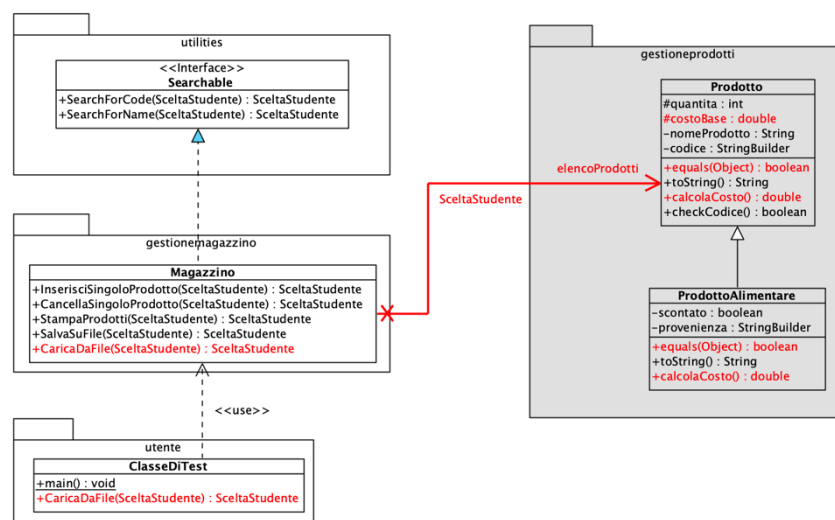 utilities
<<Interface>>
Searchable
+SearchForCode(SceltaStudente) : SceltaStudente
+SearchForName(SceltaStudente) : SceltaStudente
gestionemagazzino
Magazzino
+InserisciSingoloProdotto(SceltaStudente) : SceltaStudente
+CancellaSingoloProdotto(SceltaStudente) : SceltaStudente
+StampaProdotti(SceltaStudente) : SceltaStudente
+SalvaSuFile(SceltaStudente) : SceltaStudente
+CaricaDaFile(SceltaStudente) : SceltaStudente
<<use>>
utente
ClasseDiTest
+main() : void
+CaricaDaFile(SceltaStudente) : SceltaStudente
elencoProdotti
SceltaStudente
gestioneprodotti
Prodotto
#quantita : int
#costoBase : double
-nomeProdotto : String
-codice : StringBuilder
+equals(Object) : boolean
+toString() : String
+calcolaCosto() : double
+checkCodice() : boolean
ProdottoAlimentare
-scontato : boolean
-provenienza : StringBuilder
+equals(Object) : boolean
+toString() : String
+calcolaCosto() : double